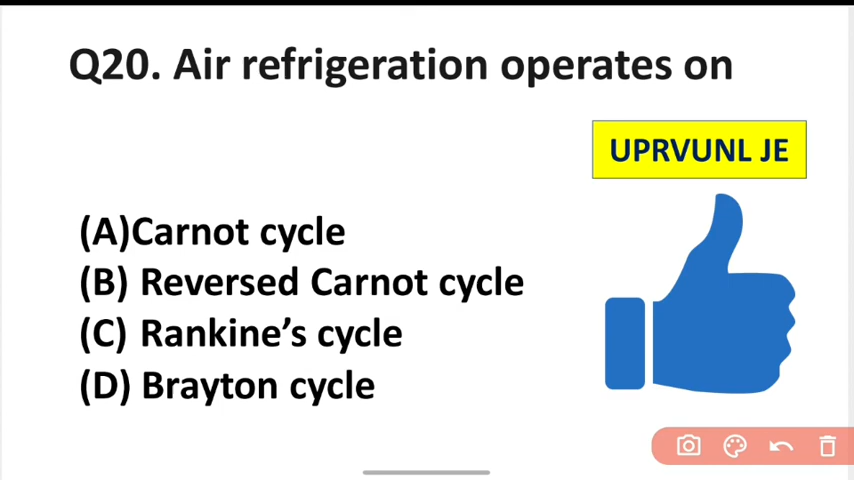 Q20. Air refrigeration operates on
UPRVUNL JE
(A)Carnot cycle
(B) Reversed Carnot cycle
(C) Rankine’s cycle
(D) Brayton cycle